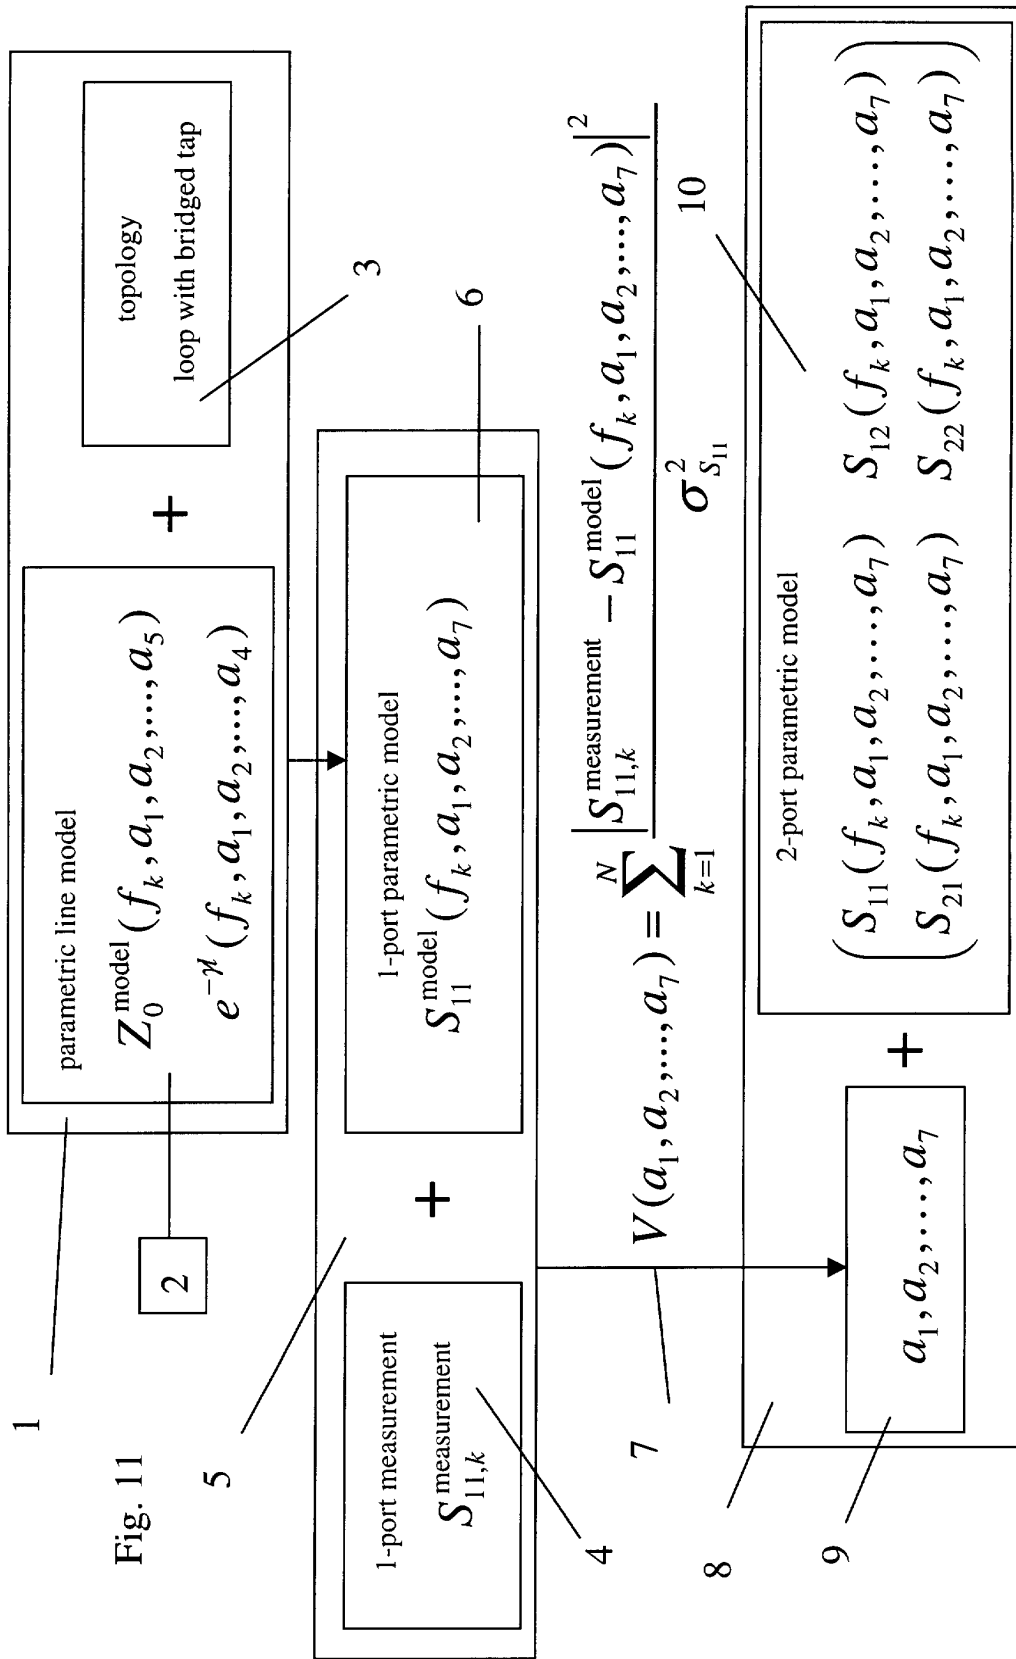 Fig. 11
1
2
parametric line model
Z_0^model (f_k, a_1, a_2, ..., a_5)
e^{-γl} (f_k, a_1, a_2, ..., a_4)
+
topology
loop with bridged tap
3
5
1-port measurement
S_{11,k}^measurement
4
+
1-port parametric model
S_11^model (f_k, a_1, a_2, ..., a_7)
6
7
V(a_1, a_2, ..., a_7) = \sum_{k=1}^{N} \frac{|S_{11,k}^measurement - S_11^model (f_k, a_1, a_2, ..., a_7)|^2}{σ^2_{S_11}}
8
9
a_1, a_2, ..., a_7
+
10
2-port parametric model
( S_11 (f_k, a_1, a_2, ..., a_7) S_12 (f_k, a_1, a_2, ..., a_7)
S_21 (f_k, a_1, a_2, ..., a_7) S_22 (f_k, a_1, a_2, ..., a_7) )